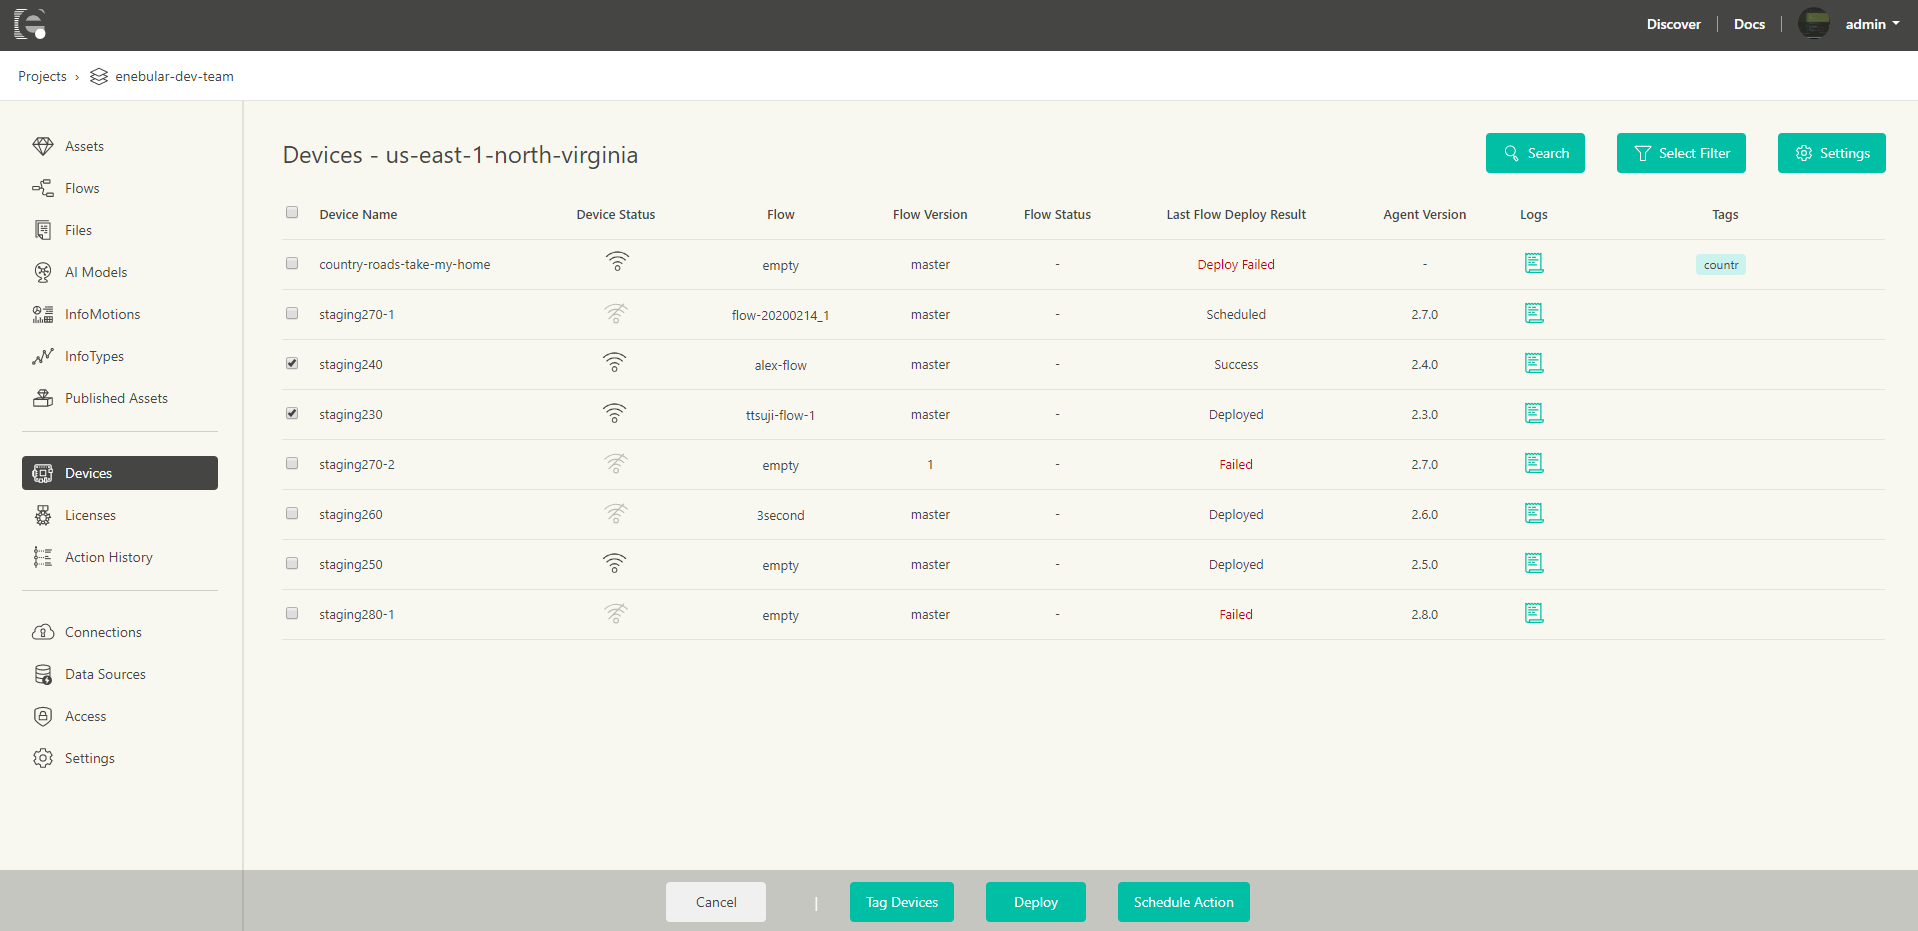 Discover | Docs | admin
Projects › enebular-dev-team
Assets
Flows
Files
AI Models
InfoMotions
InfoTypes
Published Assets
Devices
Licenses
Action History
Connections
Data Sources
Access
Settings
Devices - us-east-1-north-virginia
Search
Select Filter
Settings
Device Name Device Status Flow Flow Version Flow Status Last Flow Deploy Result Agent Version Logs Tags
country-roads-take-my-home empty master - Deploy Failed - countr
staging270-1 flow-20200214_1 master - Scheduled 2.7.0
staging240 alex-flow master - Success 2.4.0
staging230 ttsuji-flow-1 master - Deployed 2.3.0
staging270-2 empty 1 - Failed 2.7.0
staging260 3second master - Deployed 2.6.0
staging250 empty master - Deployed 2.5.0
staging280-1 empty master - Failed 2.8.0
Cancel | Tag Devices Deploy Schedule Action